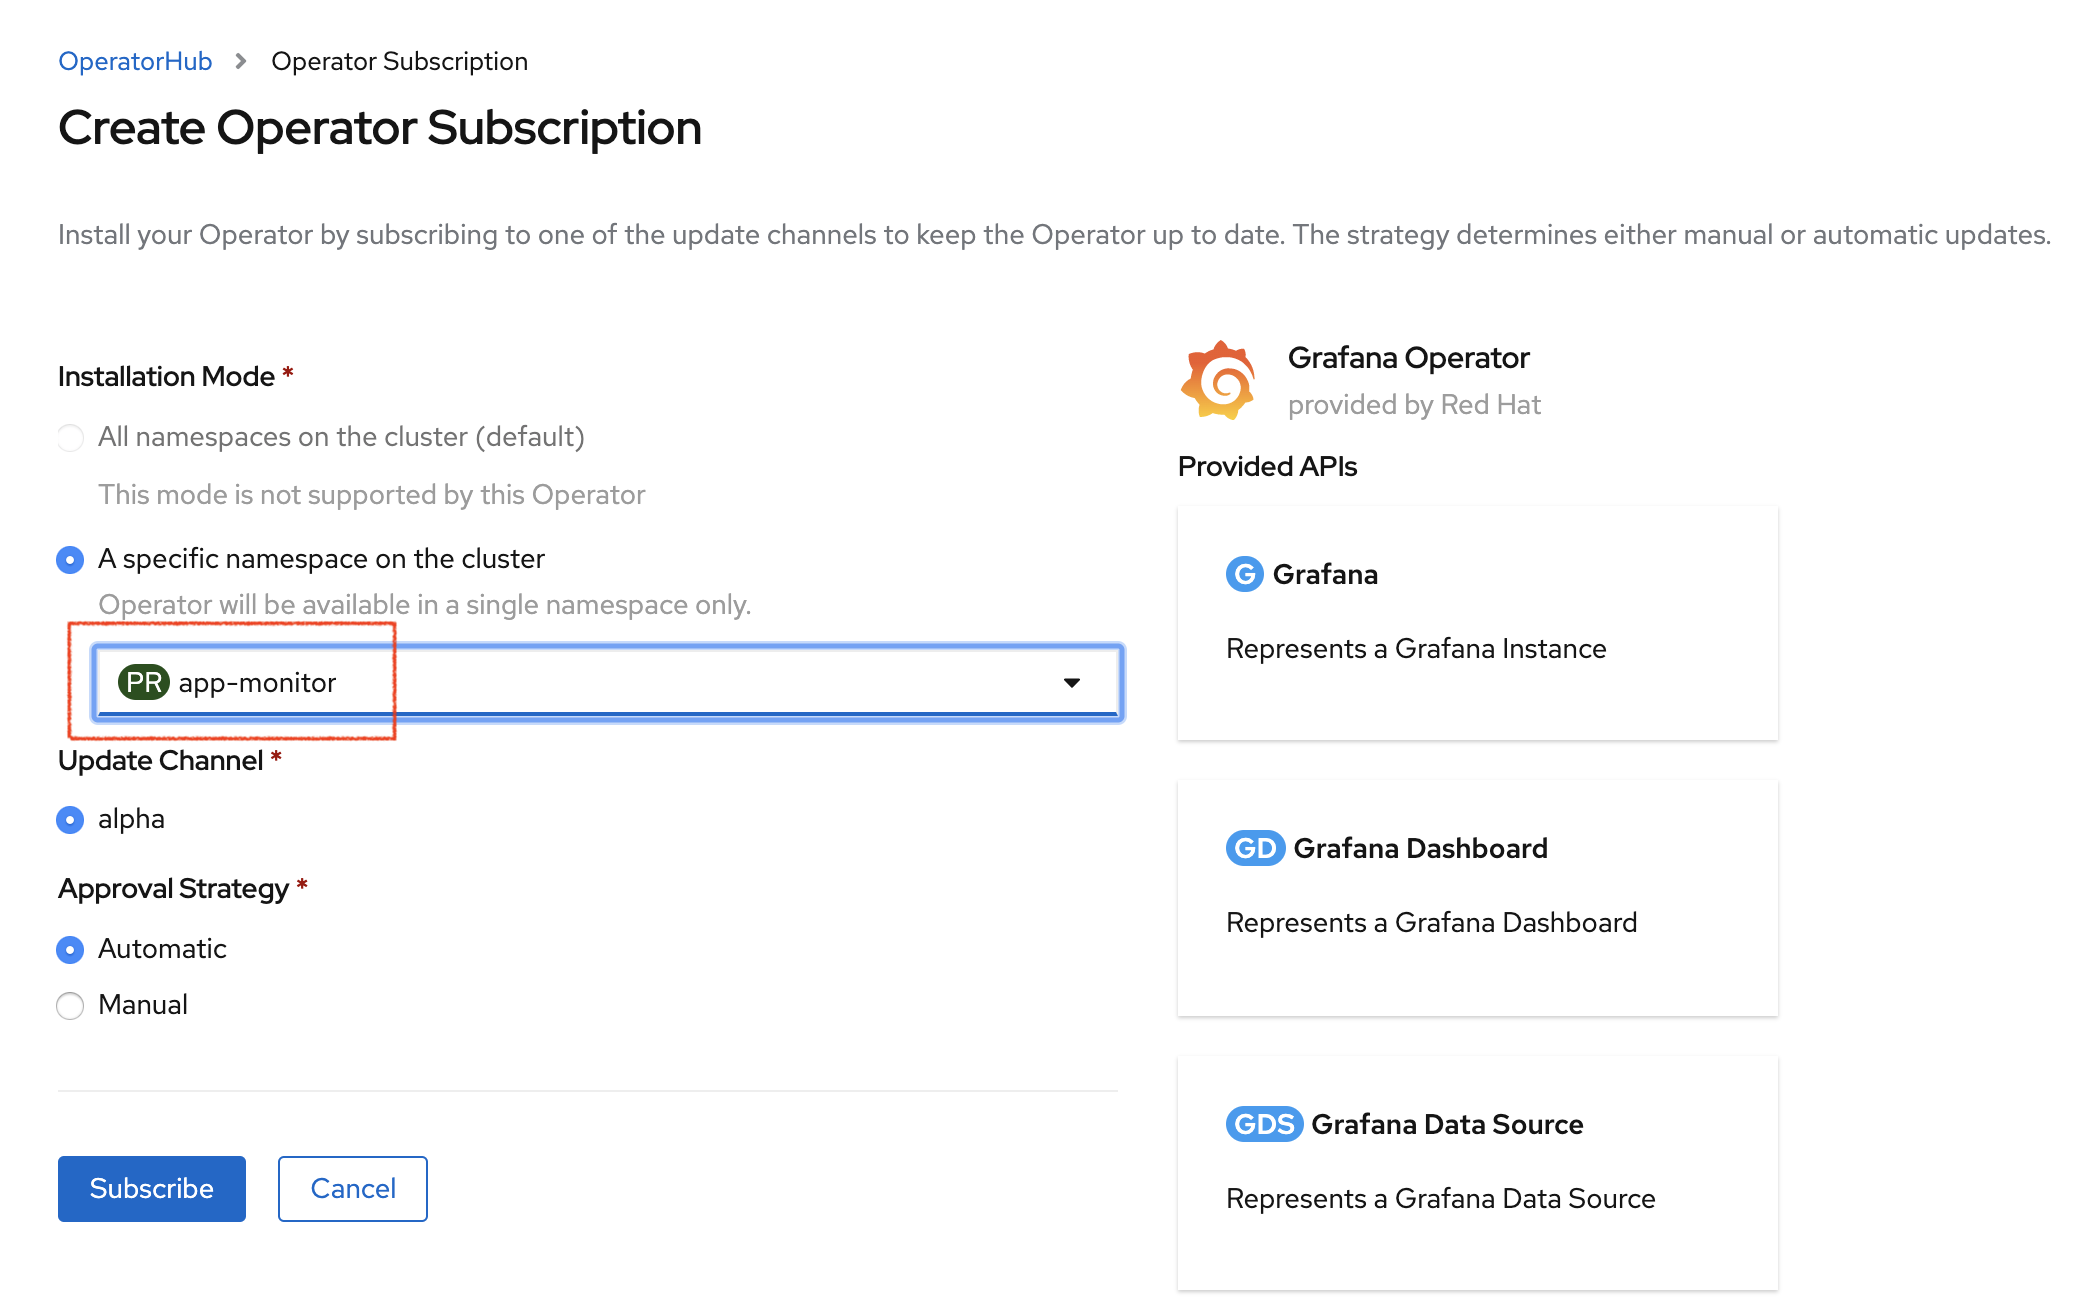 OperatorHub > Operator Subscription
Create Operator Subscription
Install your Operator by subscribing to one of the update channels to keep the Operator up to date. The strategy determines either manual or automatic updates.
Installation Mode *
All namespaces on the cluster (default)
This mode is not supported by this Operator
A specific namespace on the cluster
Operator will be available in a single namespace only.
PR app-monitor
Update Channel *
alpha
Approval Strategy *
Automatic
Manual
Subscribe
Cancel
Grafana Operator
provided by Red Hat
Provided APIs
G Grafana
Represents a Grafana Instance
GD Grafana Dashboard
Represents a Grafana Dashboard
GDS Grafana Data Source
Represents a Grafana Data Source